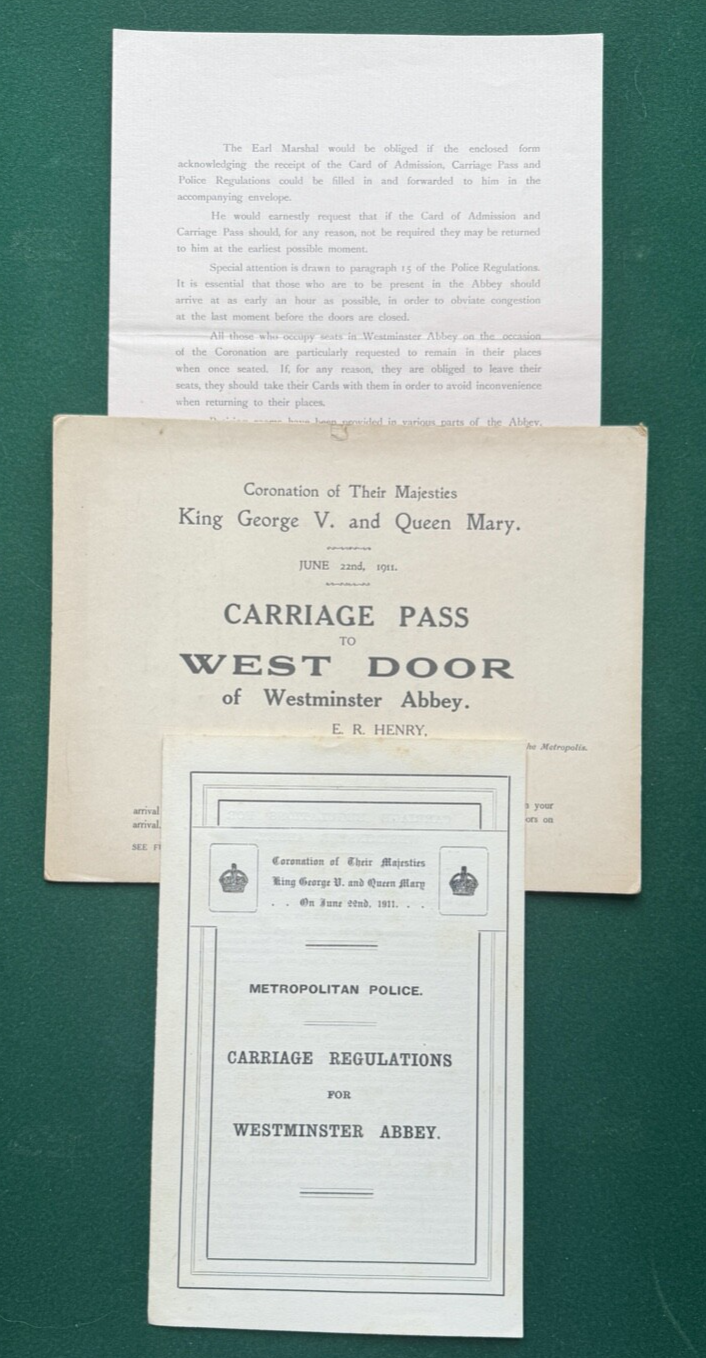 The Earl Marshal would be obliged if the enclosed form
acknowledging the receipt of the Card of Admission, Carriage Pass and
Police Regulations could be filled in and forwarded to him in the
accompanying envelope.
He would earnestly request that if the Card of Admission and
Carriage Pass should, for any reason, not be required they may be returned
to him at the earliest possible moment.
Special attention is drawn to paragraph 15 of the Police Regulations.
It is essential that those who are to be present in the Abbey should
arrive at as early an hour as possible, in order to obviate congestion
at the last moment before the doors are closed.
All those who occupy seats in Westminster Abbey on the occasion
of the Coronation are particularly requested to remain in their places
when once seated. If, for any reason, they are obliged to leave their
seats, they should take their Cards with them in order to avoid inconvenience
when returning to their places.
have been provided in various parts of the Abbey,
Coronation of Their Majesties
King George V. and Queen Mary.
JUNE 22nd, 1911.
CARRIAGE PASS
TO
WEST DOOR
of Westminster Abbey.
E. R. HENRY,
Metropolis.
arrival
your
arrival,
on
SEE
Coronation of Their Majesties
King George V. and Queen Mary
. . On June 22nd, 1911. . .
METROPOLITAN POLICE.
CARRIAGE REGULATIONS
FOR
WESTMINSTER ABBEY.